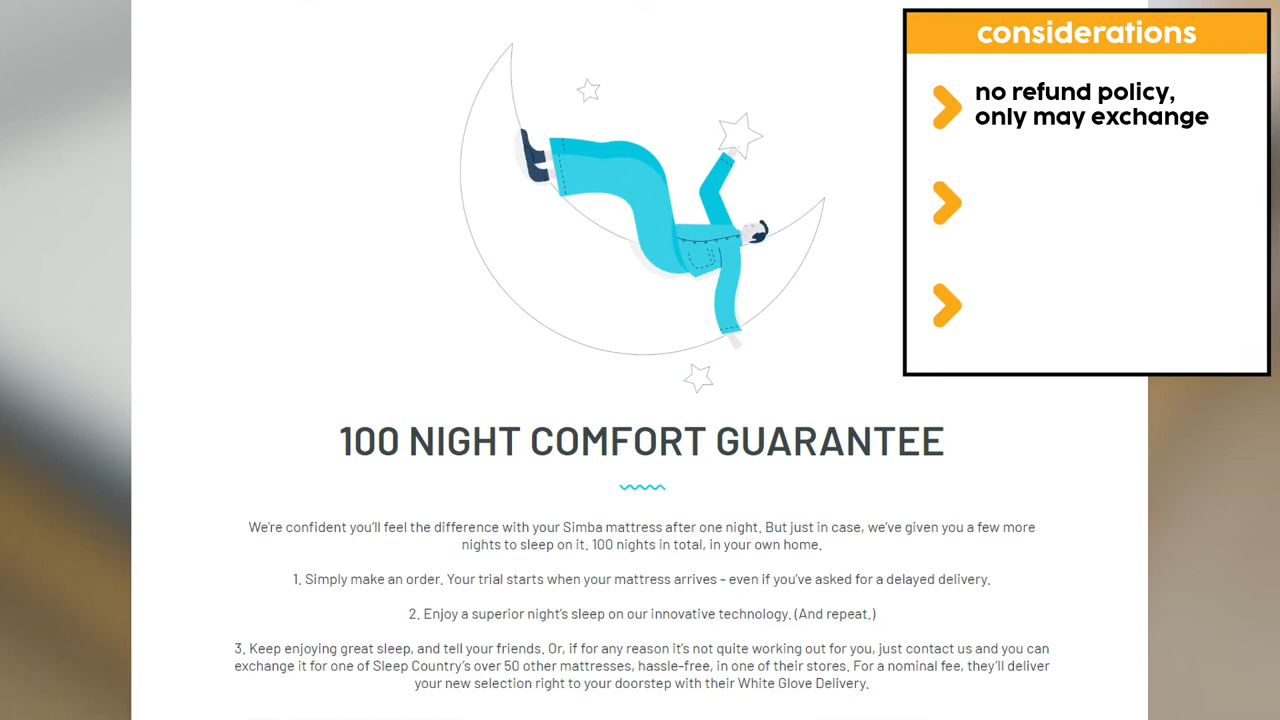 considerations
no refund policy,
only may exchange
100 NIGHT COMFORT GUARANTEE
We're confident you'll feel the difference with your Simba mattress after one night. But just in case, we've given you a few more
nights to sleep on it. 100 nights in total, in your own home.
1. Simply make an order. Your trial starts when your mattress arrives - even if you've asked for a delayed delivery.
2. Enjoy a superior night's sleep on our innovative technology. (And repeat.)
3. Keep enjoying great sleep, and tell your friends. Or, if for any reason it's not quite working out for you, just contact us and you can
exchange it for one of Sleep Country's over 50 other mattresses, hassle-free, in one of their stores. For a nominal fee, they'll deliver
your new selection right to your doorstep with their White Glove Delivery.